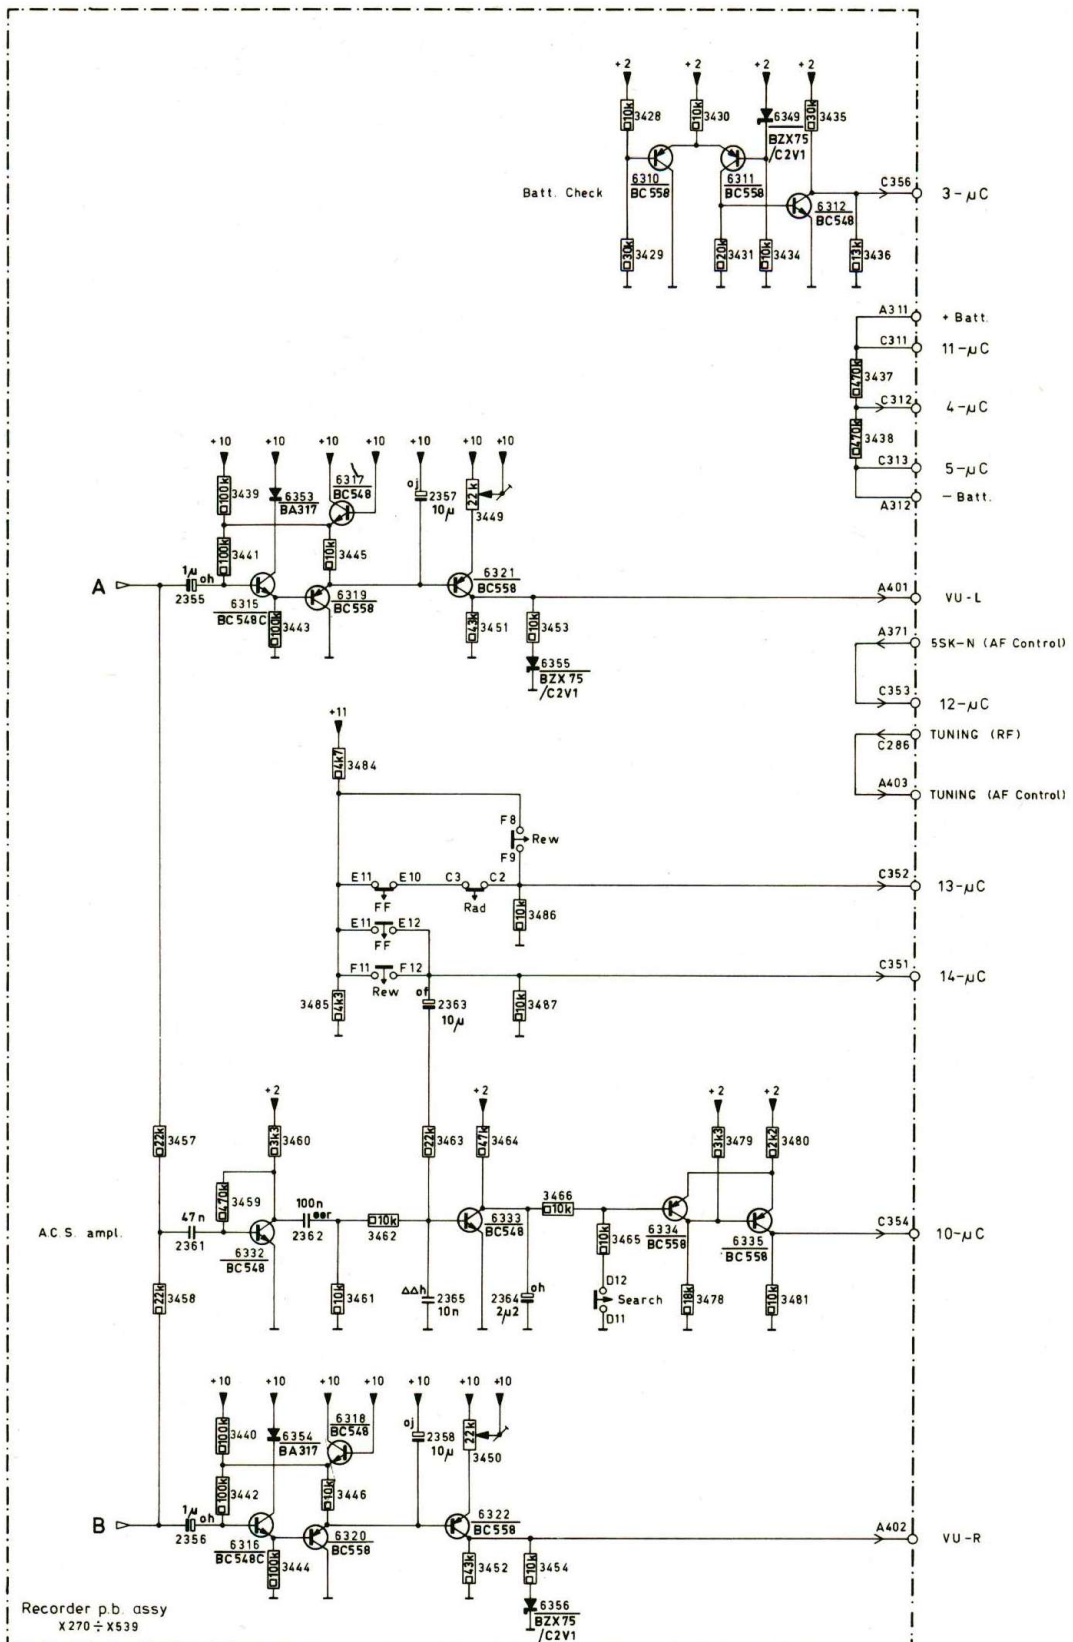 +2 +2 +2 +2
10k 3428
10k 3430
6349
BZX75
/C2V1
30k 3435
6310
BC558
6311
BC558
Batt. Check
6312
BC548
C356
3-µC
30k 3429
20k 3431
10k 3434
13k 3436
A311
+ Batt.
C311
11-µC
470k 3437
C312
4-µC
470k 3438
C313
5-µC
A312
- Batt.
+10 +10 +10 +10 +10 +10 +10
100k 3439
6353
BA317
6317
BC548
oj
2357
10µ
22k
3449
100k 3441
10k 3445
A
1µ oh
2355
6315
BC548C
100k
3443
6319
BC558
6321
BC558
43k 3451
10k 3453
6355
BZX75
/C2V1
A401
VU-L
A371
5SK-N (AF Control)
C353
12-µC
C286
TUNING (RF)
A403
TUNING (AF Control)
+11
4k7 3484
F8
Rew
F9
E11 E10
FF
C3 C2
Rad
C352
13-µC
10k 3486
E11 E12
FF
F11 F12
Rew
C351
14-µC
3485 4k3
of
2363
10µ
10k 3487
+2 +2 +2 +2
22k 3457
3k3 3460
22k 3463
47k 3464
3k3 3479
2k2 3480
470k 3459
A.C.S. ampl.
47n
2361
6332
BC548
100n
oor
2362
10k
3462
6333
BC548
3466
10k
10k 3465
6334
BC558
6335
BC558
C354
10-µC
22k 3458
10k 3461
ΔΔh
2365
10n
oh
2364
2µ2
D12
Search
D11
18k 3478
10k 3481
+10 +10 +10 +10 +10 +10 +10
100k 3440
6354
BA317
6318
BC548
oj
2358
10µ
22k
3450
100k 3442
10k 3446
B
1µ oh
2356
6316
BC548C
100k
3444
6320
BC558
6322
BC558
43k 3452
10k 3454
6356
BZX75
/C2V1
A402
VU-R
Recorder p.b. assy
X270÷X539